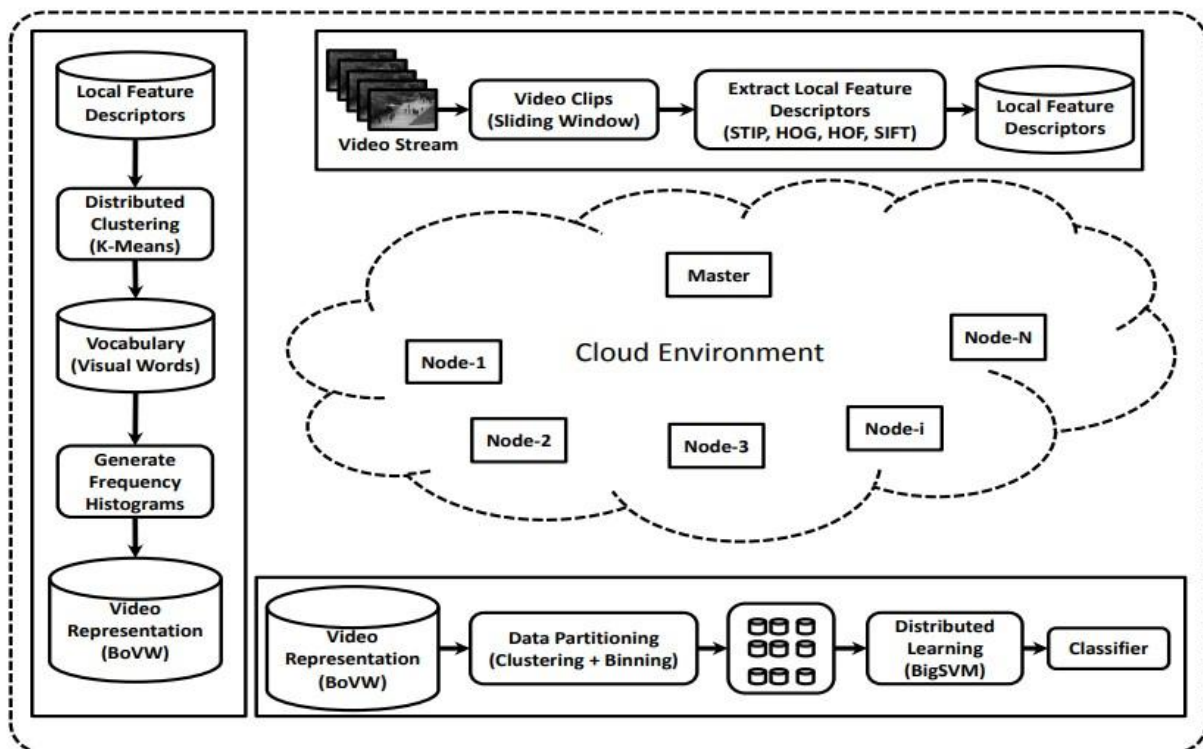 Local Feature
Descriptors
Distributed
Clustering
(K-Means)
Vocabulary
(Visual Words)
Generate
Frequency
Histograms
Video
Representation
(BoVW)
Video Stream
Video Clips
(Sliding Window)
Extract Local Feature
Descriptors
(STIP, HOG, HOF, SIFT)
Local Feature
Descriptors
Master
Cloud Environment
Node-N
Node-1
Node-2
Node-3
Node-i
Video
Representation
(BoVW)
Data Partitioning
(Clustering + Binning)
Distributed
Learning
(BigSVM)
Classifier